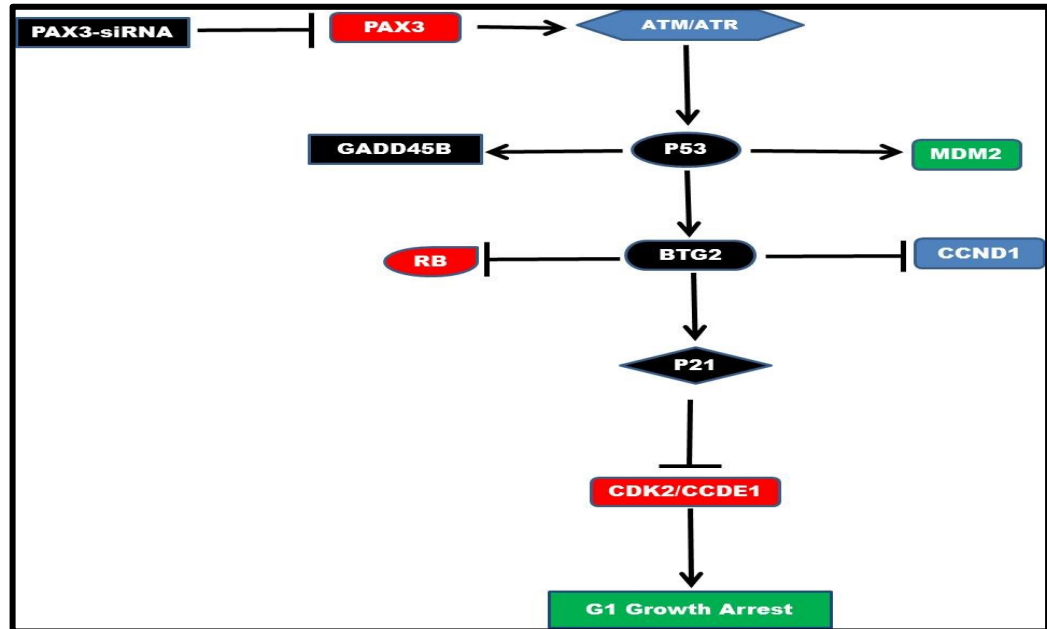 PAX3-siRNA
PAX3
ATM/ATR
GADD45B
P53
MDM2
RB
BTG2
CCND1
P21
CDK2/CCDE1
G1 Growth Arrest